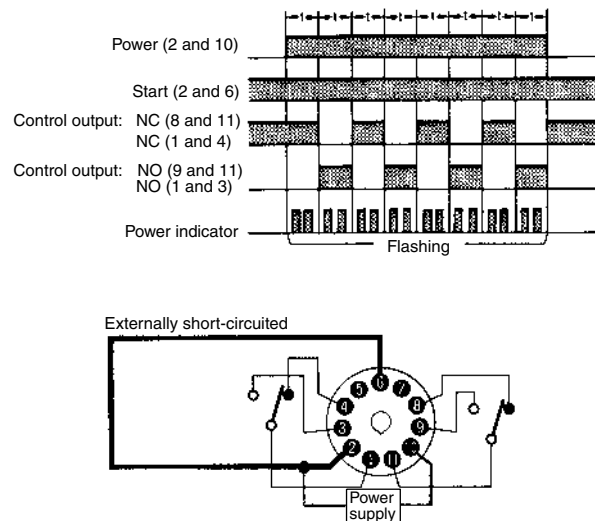 t t t t t t t t
Power (2 and 10)
Start (2 and 6)
Control output: NC (8 and 11)
NC (1 and 4)
Control output: NO (9 and 11)
NO (1 and 3)
Power indicator
Flashing
Externally short-circuited
6
5 7
4 8
3 9
2 10
1 11
Power
supply